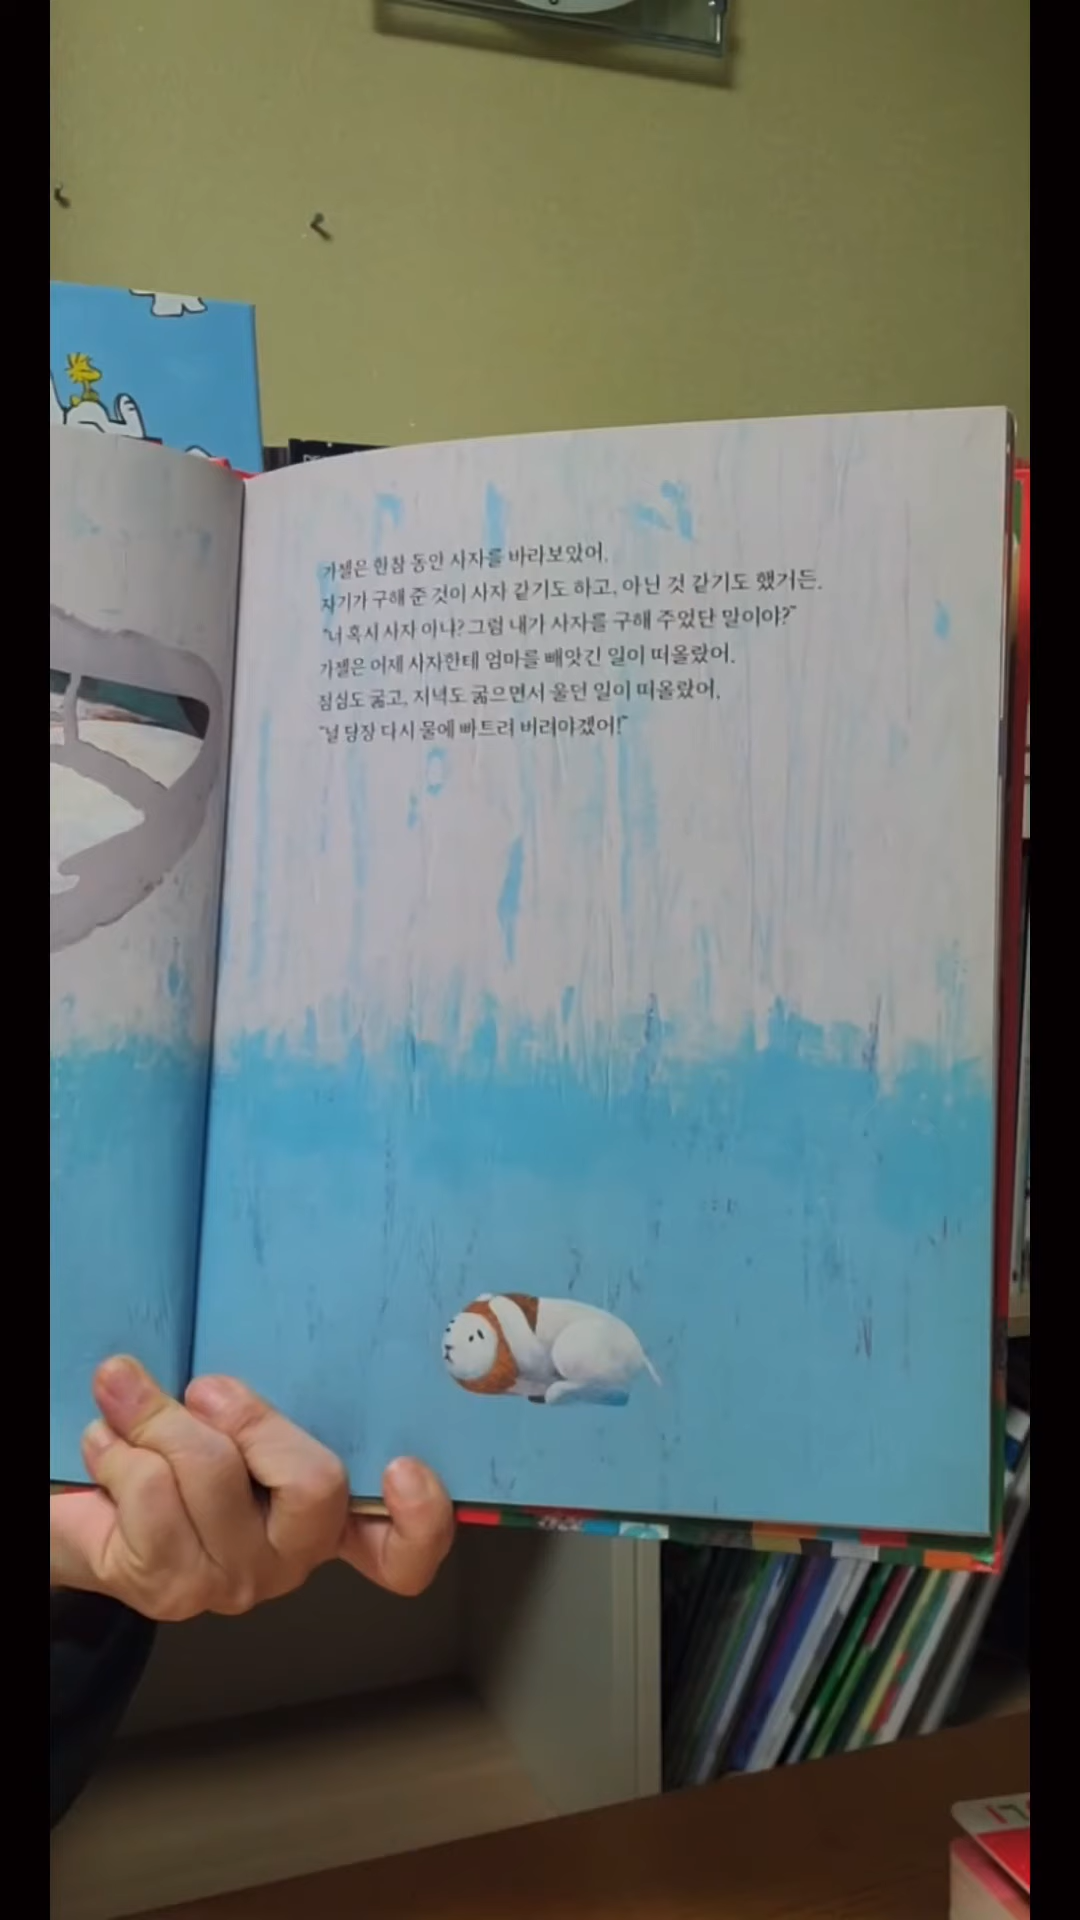 가젤은 한참 동안 사자를 바라보았어.
자기가 구해 준 것이 사자 같기도 하고, 아닌 것 같기도 했거든.
“너 혹시 사자 아냐? 그럼 내가 사자를 구해 주었단 말이야?”
가젤은 어제 사자한테 엄마를 빼앗긴 일이 떠올랐어.
점심도 굶고, 저녁도 굶으면서 울던 일이 떠올랐어.
“널 당장 다시 물에 빠트려 버려야겠어!”